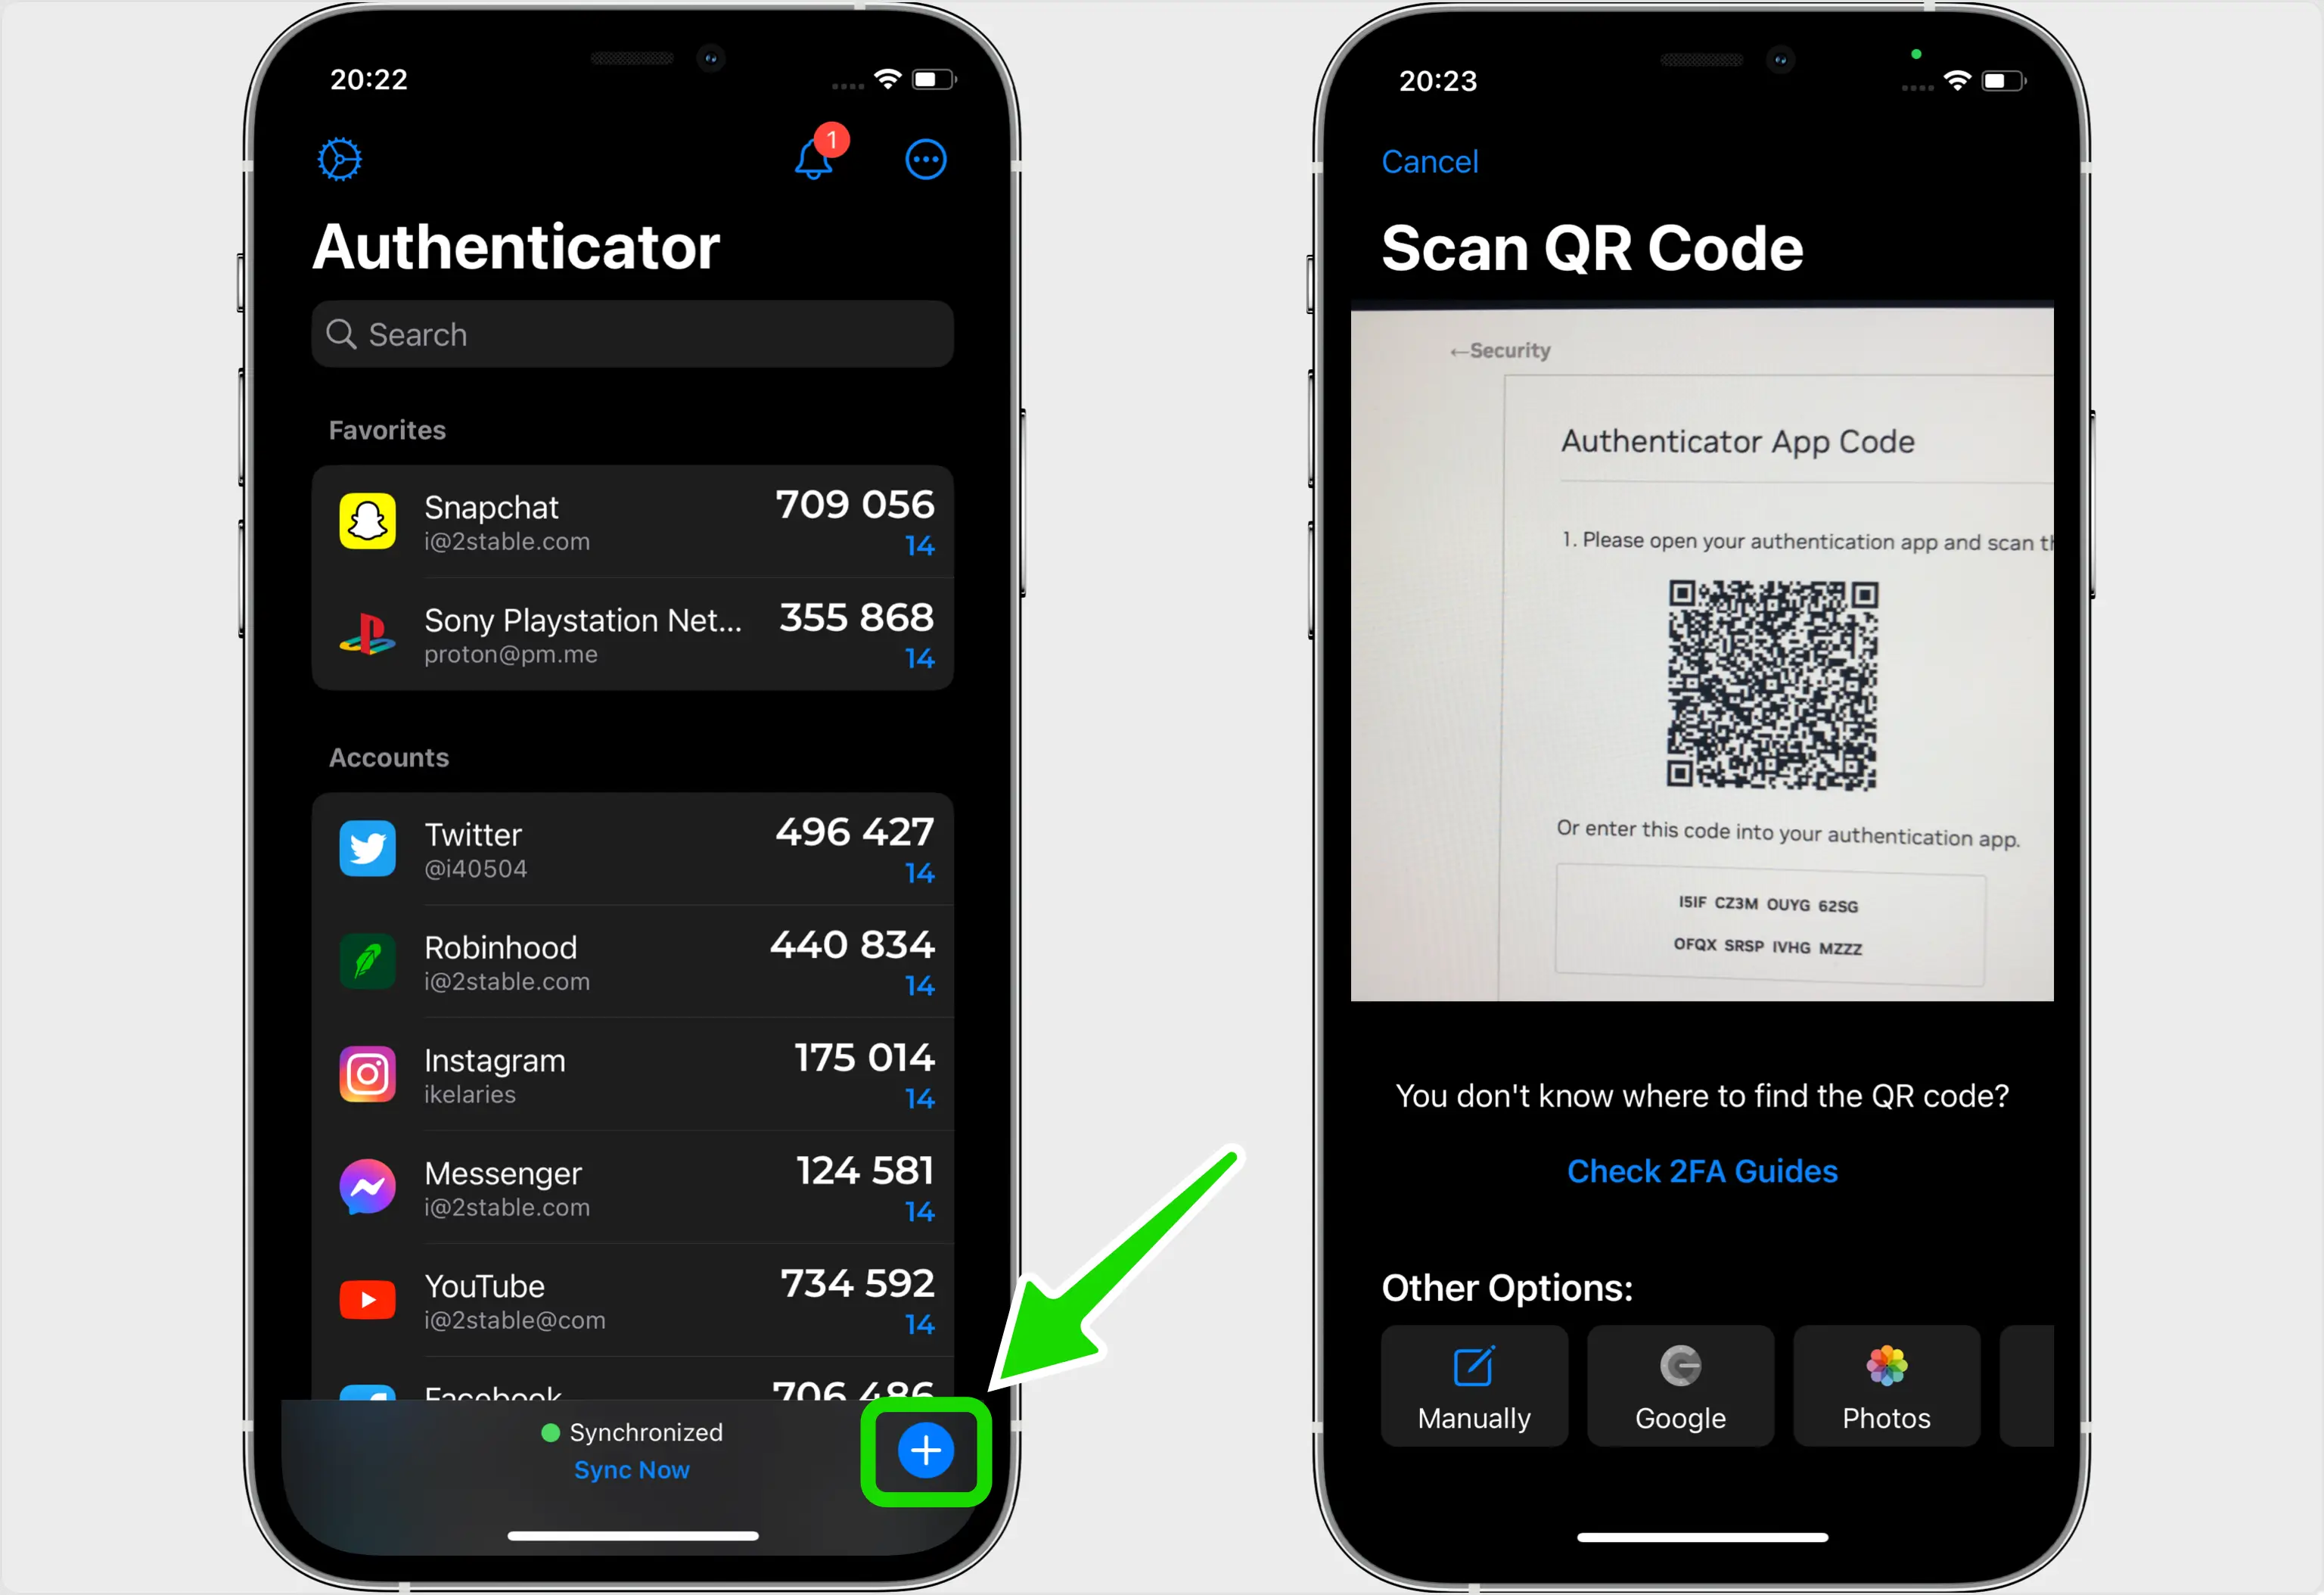 20:22
1
Authenticator
Search
Favorites
Snapchat
709 056
i@2stable.com
14
Sony Playstation Net...
355 868
proton@pm.me
14
Accounts
Twitter
496 427
@i40504
14
Robinhood
440 834
i@2stable.com
14
Instagram
175 014
ikelaries
14
Messenger
124 581
i@2stable.com
14
YouTube
734 592
i@2stable@com
14
Facebook
706 486
Synchronized
Sync Now
20:23
Cancel
Scan QR Code
←Security
Authenticator App Code
1. Please open your authentication app and scan th
Or enter this code into your authentication app.
I5IF CZ3M OUYG 62SG
OFQX SRSP IVHG MZZZ
You don't know where to find the QR code?
Check 2FA Guides
Other Options:
Manually
Google
Photos